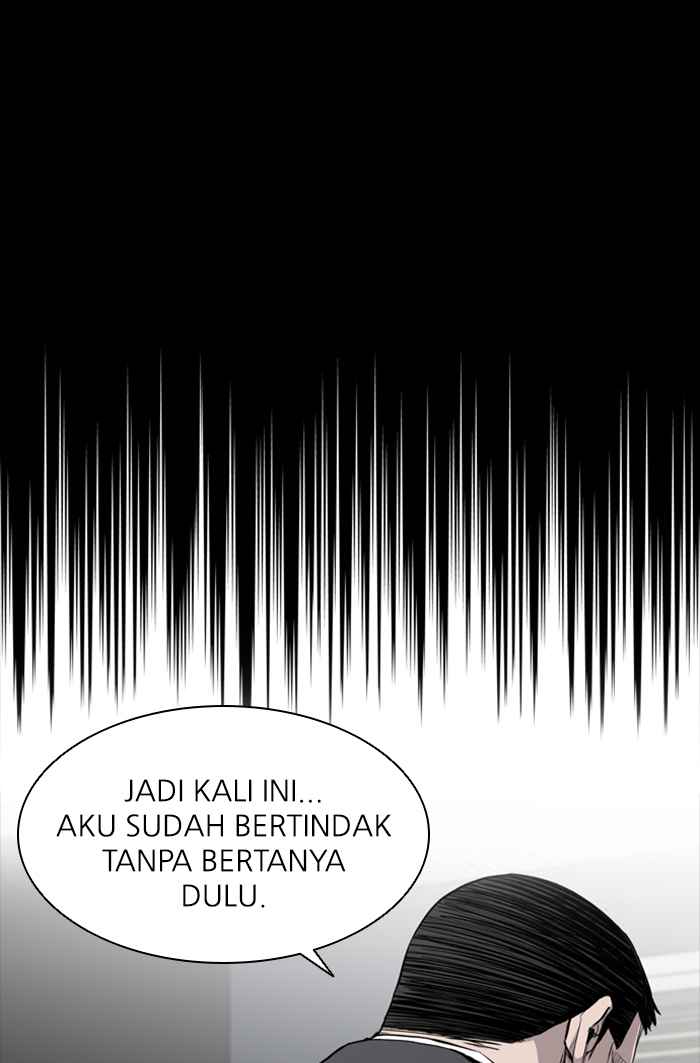 JADI KALI INI...
AKU SUDAH BERTINDAK
TANPA BERTANYA
DULU.